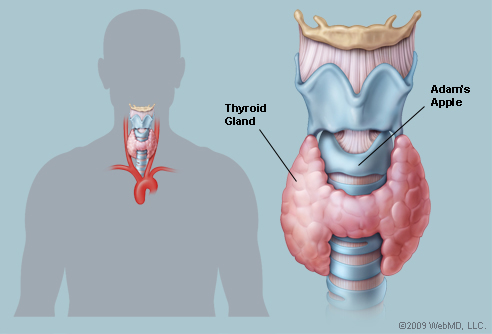 Thyroid
Gland
Adam's
Apple
©2009 WebMD, LLC.